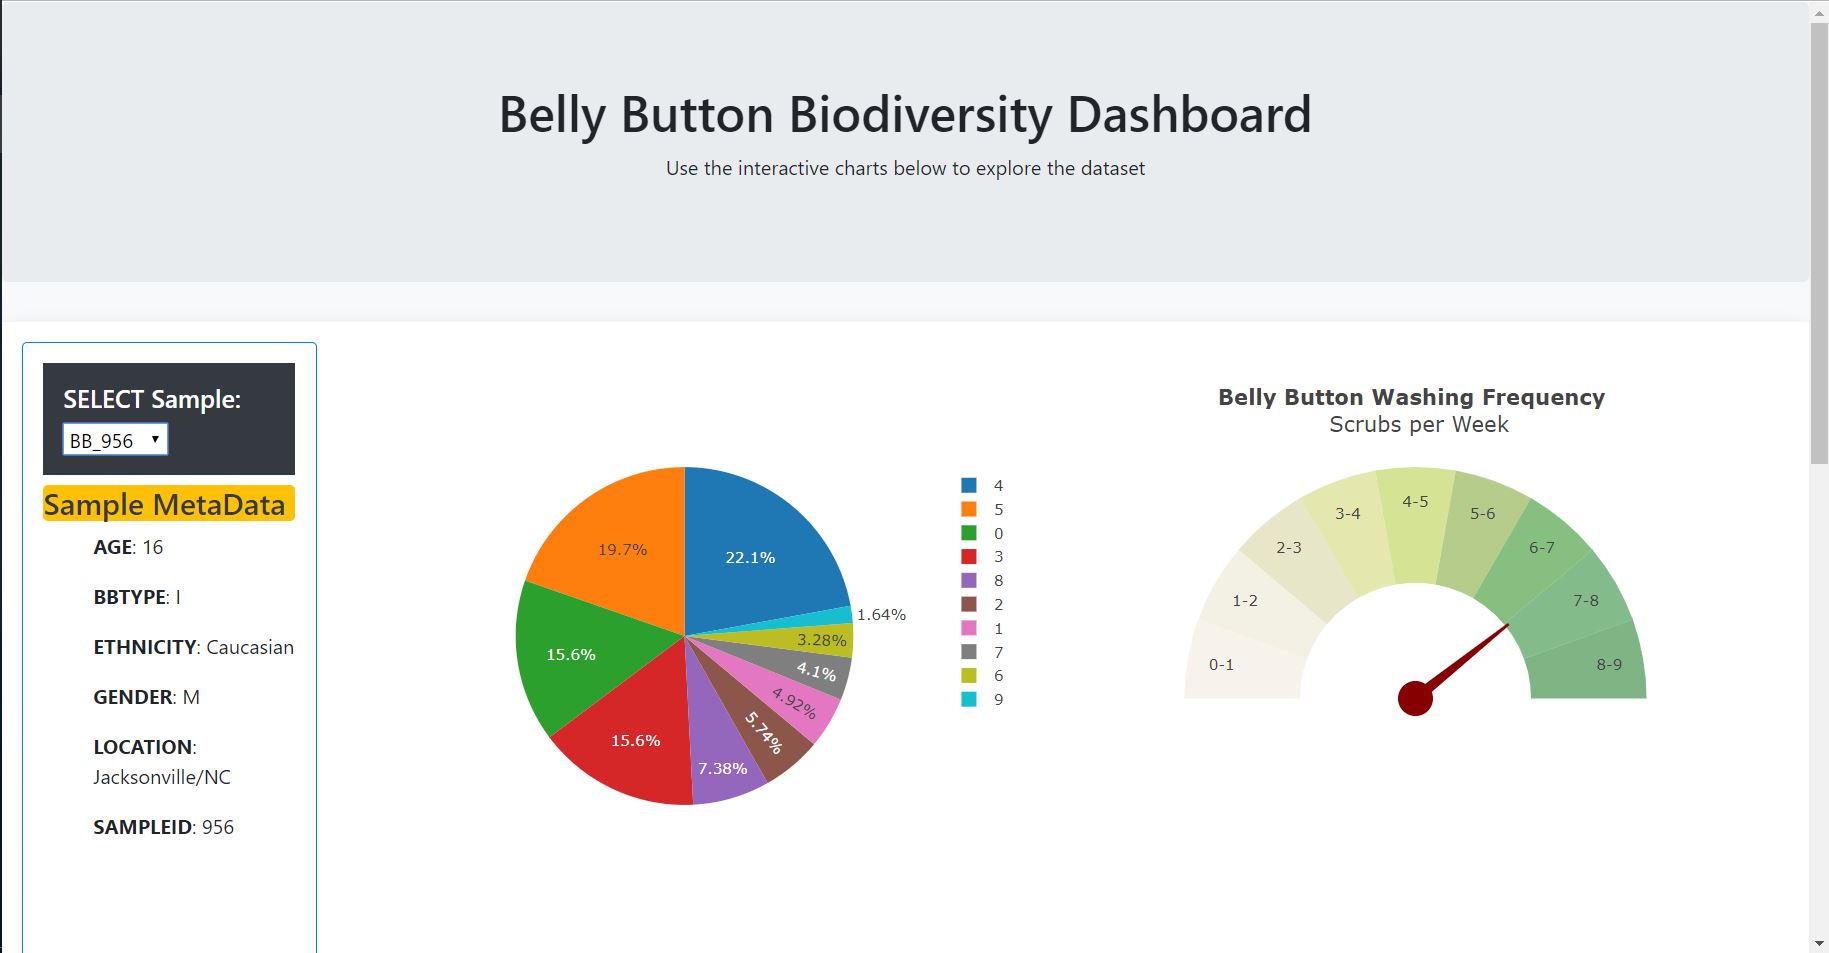 Belly Button Biodiversity Dashboard
Use the interactive charts below to explore the dataset
SELECT Sample:
BB_956
Sample MetaData
AGE: 16
BBTYPE: I
ETHNICITY: Caucasian
GENDER: M
LOCATION:
Jacksonville/NC
SAMPLEID: 956
22.1%
19.7%
15.6%
15.6%
7.38%
5.74%
4.92%
4.1%
3.28%
1.64%
4
5
0
3
8
2
1
7
6
9
Belly Button Washing Frequency
Scrubs per Week
0-1
1-2
2-3
3-4
4-5
5-6
6-7
7-8
8-9